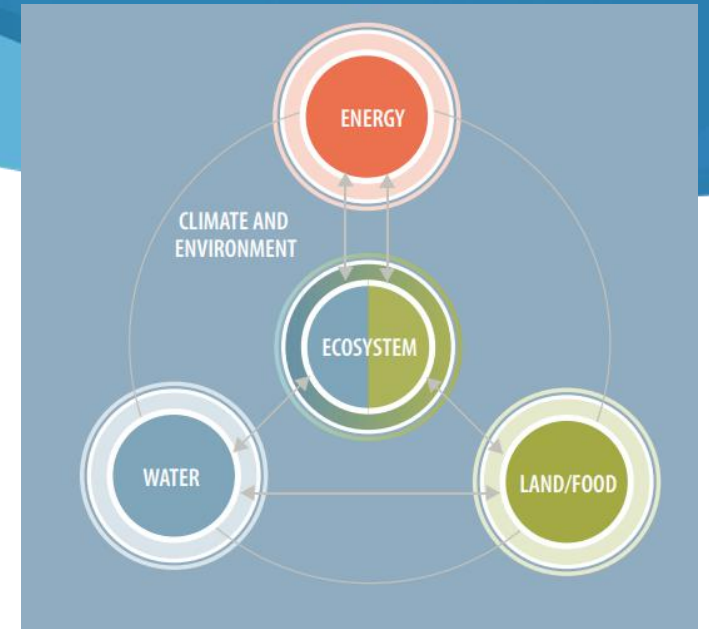 ENERGY
CLIMATE AND
ENVIRONMENT
ECOSYSTEM
WATER
LAND/FOOD